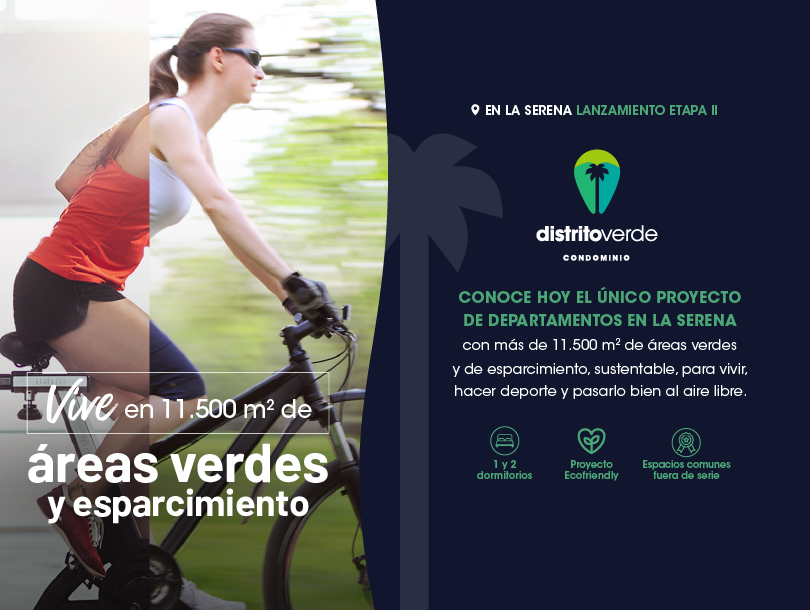 Vive en 11.500 m² de
áreas verdes
y esparcimiento
EN LA SERENA LANZAMIENTO ETAPA II
distritoverde
CONDOMINIO
CONOCE HOY EL ÚNICO PROYECTO
DE DEPARTAMENTOS EN LA SERENA
con más de 11.500 m² de áreas verdes
y de esparcimiento, sustentable, para vivir,
hacer deporte y pasarlo bien al aire libre.
1 y 2
dormitorios
Proyecto
Ecofriendly
Espacios comunes
fuera de serie